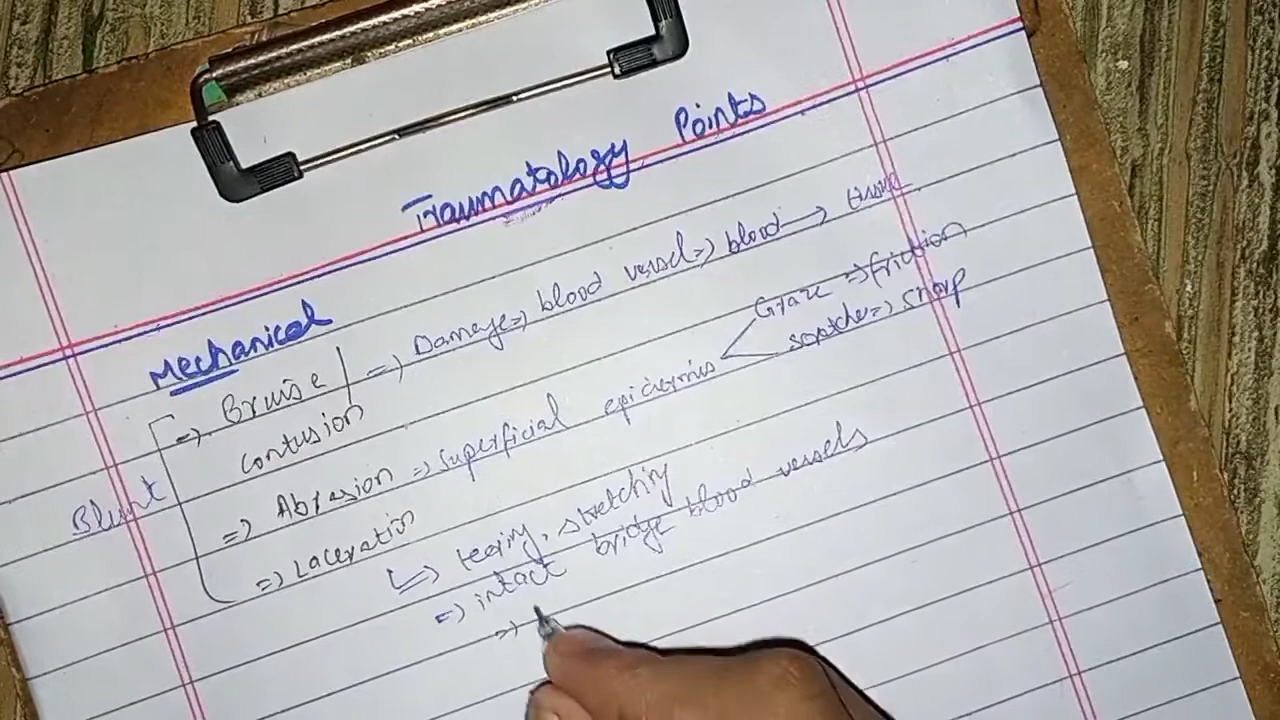 Traumatology Points
Mechanical
Blunt
=> Bruise / => Damage => blood vessel => blood → tissue
contusion
=> Abrasion => superficial epidermis
Graze => friction
scratche => sharp
=> Laceration
↳ => tearing, stretching
=> intact bridge blood vessels
=>